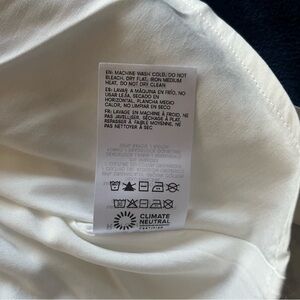 EN: MACHINE WASH COLD, DO NOT
BLEACH, DRY FLAT, IRON MEDIUM
HEAT, DO NOT DRY CLEAN
ES: LAVAR A MÁQUINA EN FRÍO, NO
USAR LEJÍA, SECADO EN
HORIZONTAL, PLANCHA MEDIO
CALOR, NO LIMPIAR EN SECO
FR: LAVAGE EN MACHINE À FROID, NE
PAS JAVELLISER, SÉCHAGE À PLAT,
REPASSER À FAIBLE MOYENNE, NE
PAS NETTOYER À SEC
CLIMATE
NEUTRAL
CERTIFIED